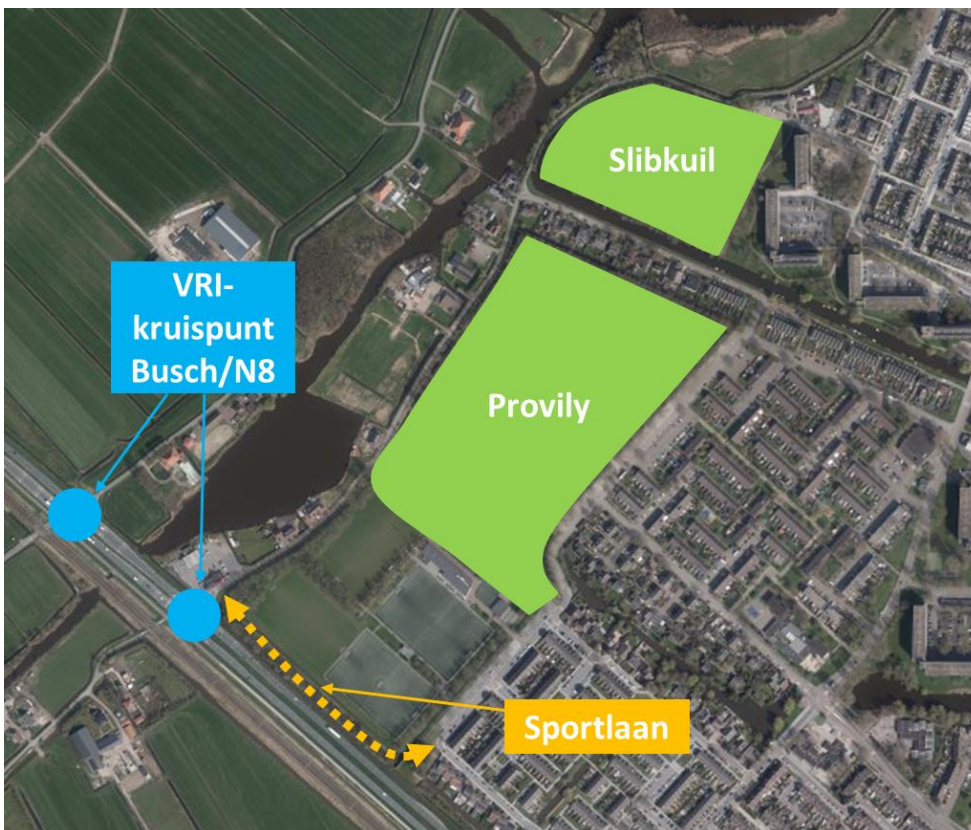 Slibkuil
VRI-
kruispunt
Busch/N8
Provily
Sportlaan